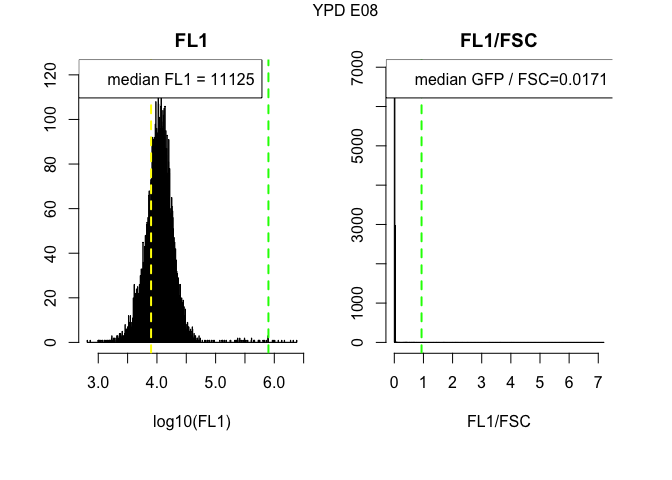 YPD E08
FL1
median FL1 = 11125
0
20
40
60
80
100
120
3.0 4.0 5.0 6.0
log10(FL1)
FL1/FSC
median GFP / FSC=0.0171
0
1000
3000
5000
7000
0 1 2 3 4 5 6 7
FL1/FSC